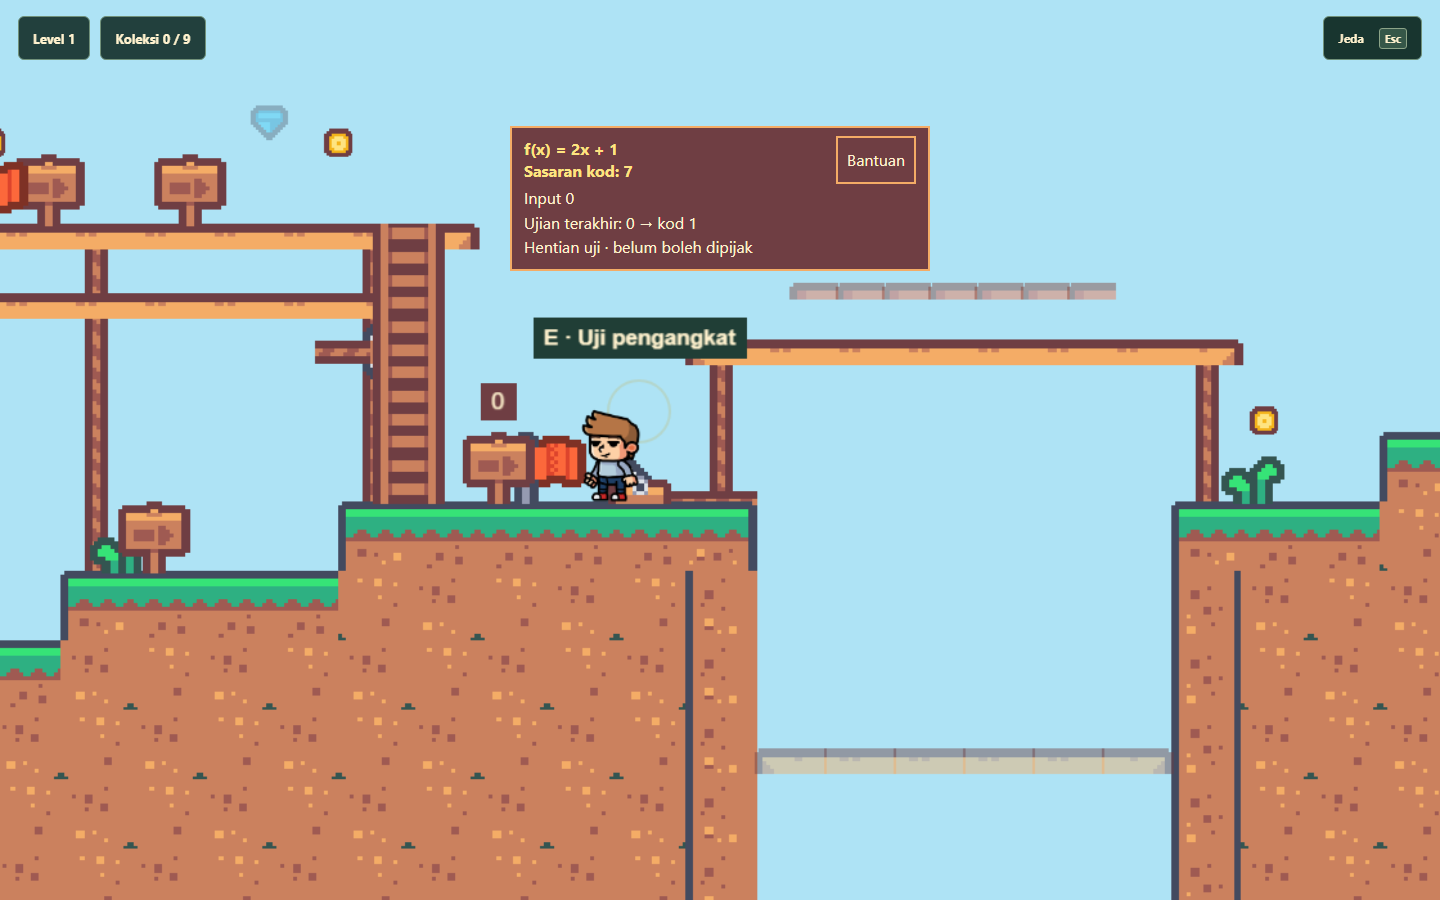 Level 1
Koleksi 0 / 9
Jeda Esc
f(x) = 2x + 1
Sasaran kod: 7
Bantuan
Input 0
Ujian terakhir: 0 → kod 1
Hentian uji · belum boleh dipijak
E · Uji pengangkat
0